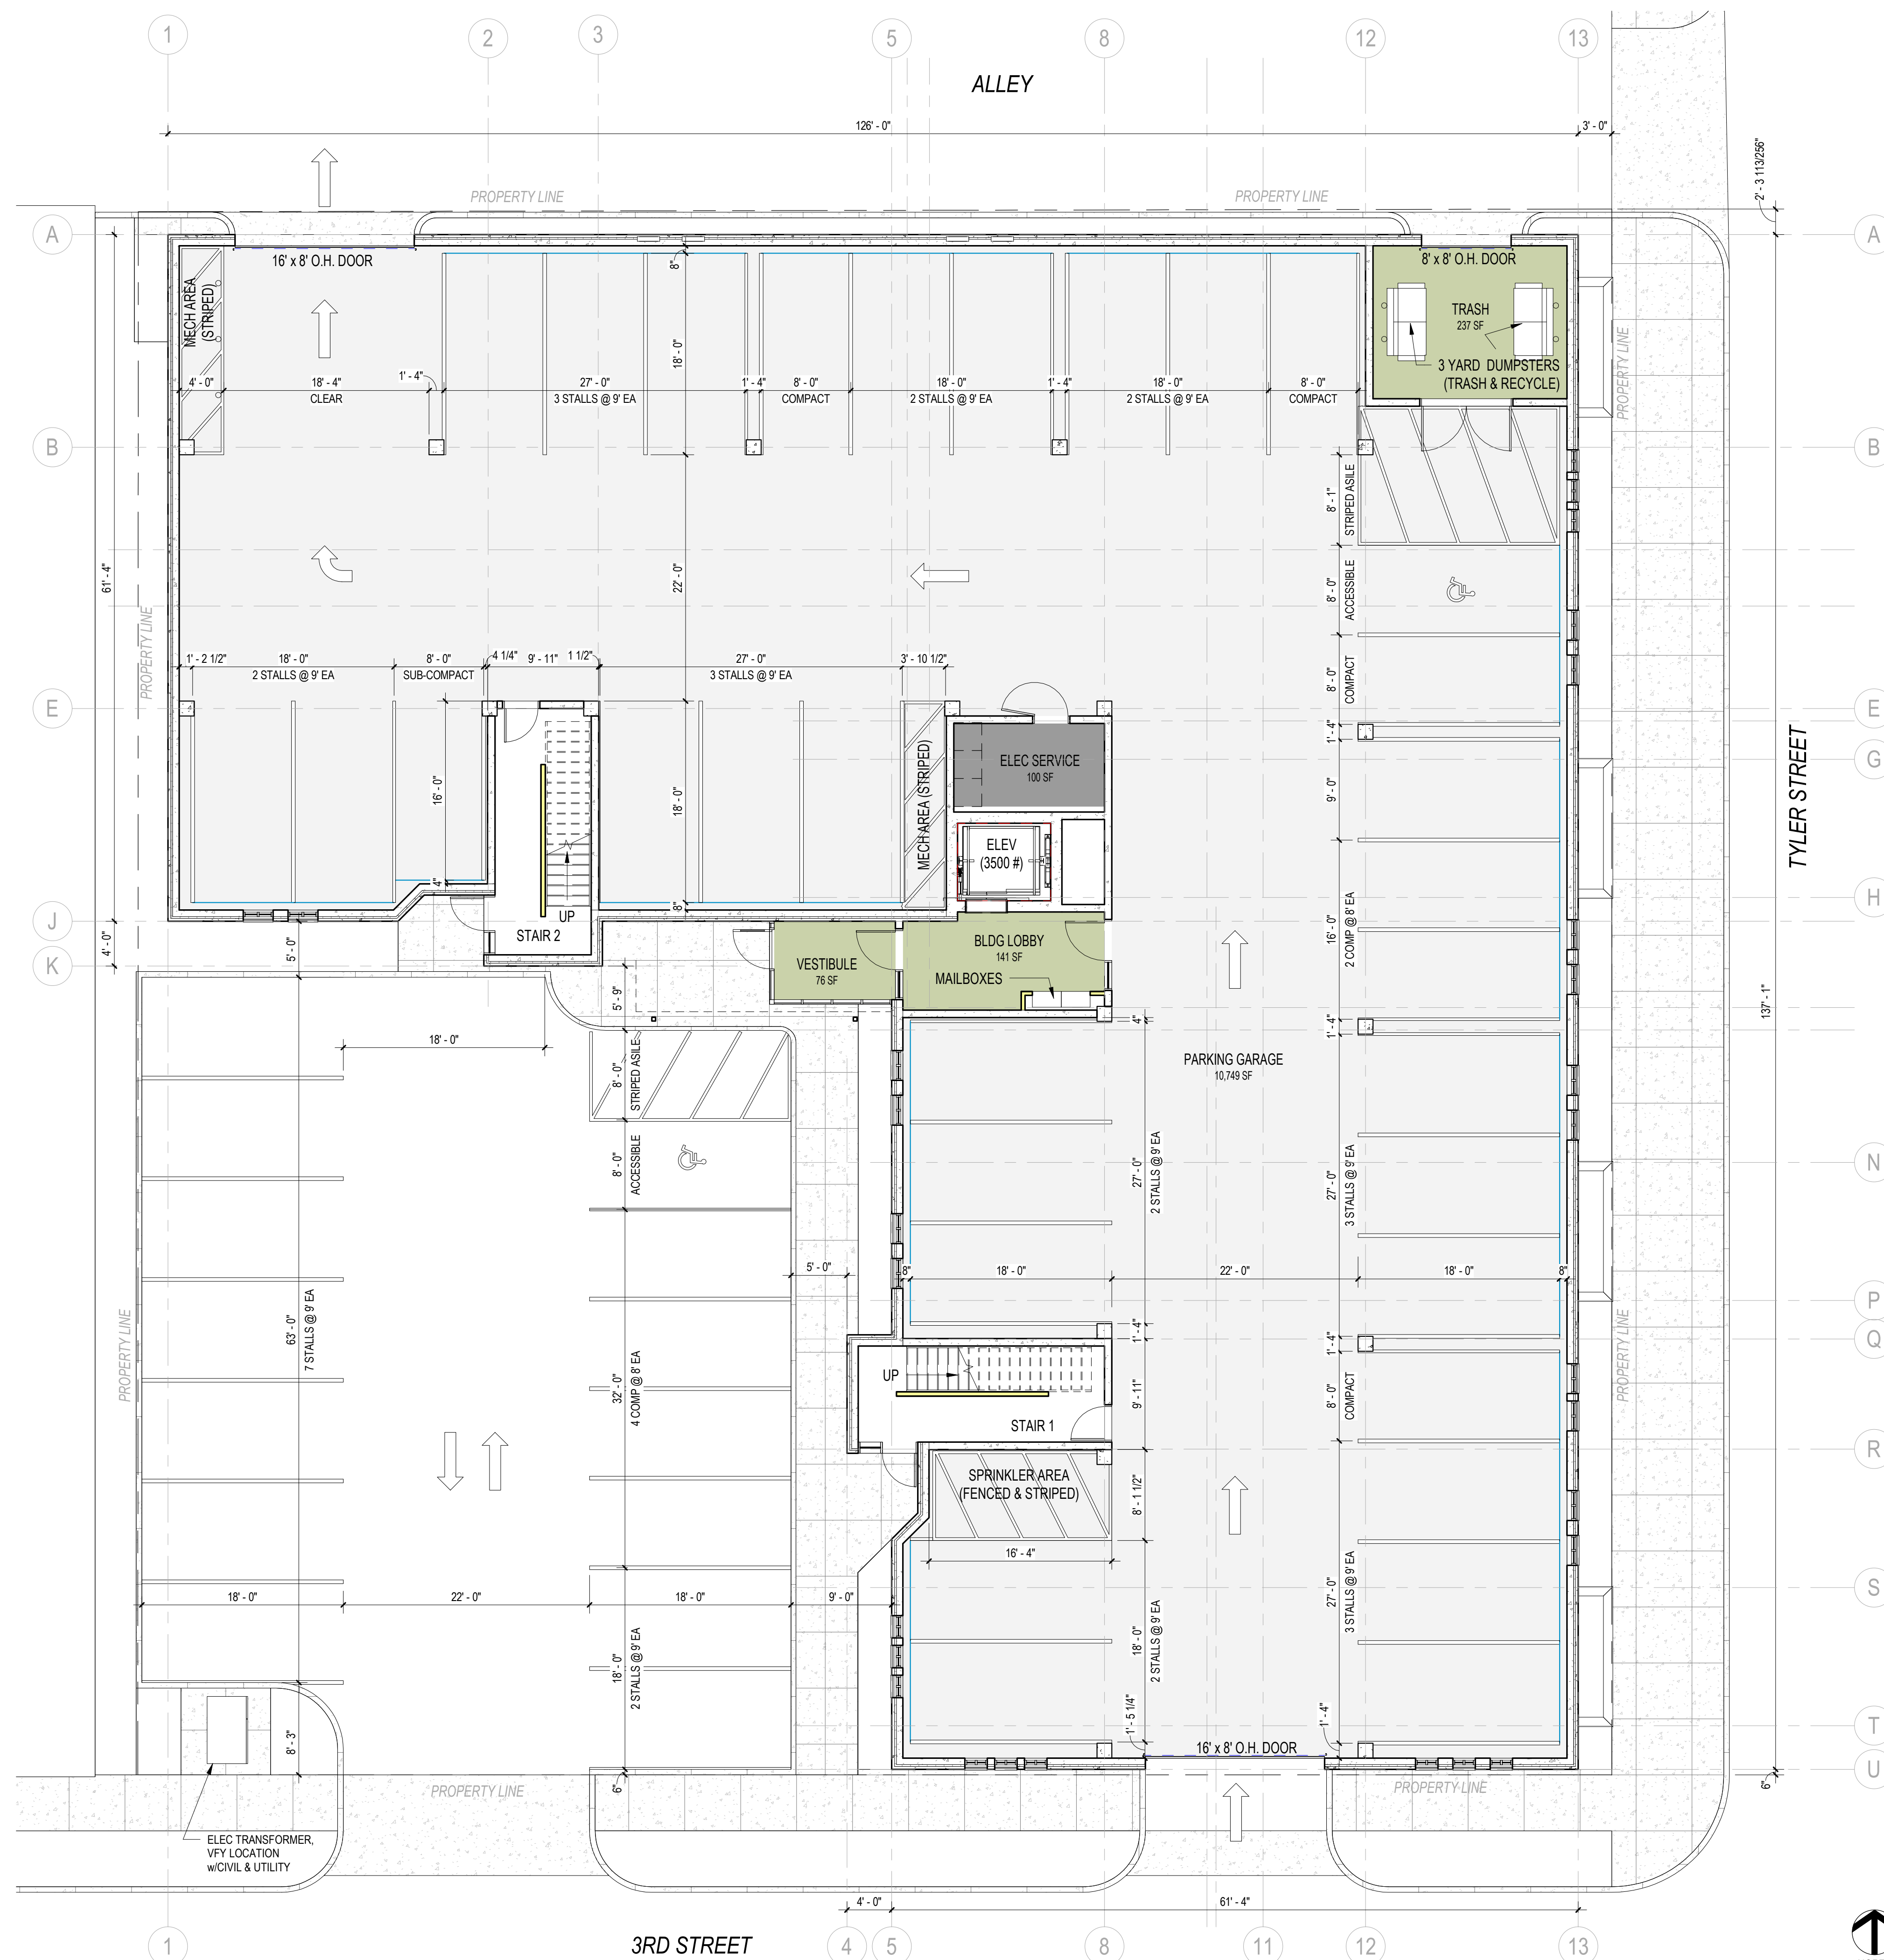 1
2
3
5
8
12
13
ALLEY
126' - 0"
3' - 0"
2' - 3 113/256"
PROPERTY LINE
PROPERTY LINE
A
A
16' x 8' O.H. DOOR
8' x 8' O.H. DOOR
8"
MECH AREA
(STRIPED)
TRASH
237 SF
3 YARD DUMPSTERS
(TRASH & RECYCLE)
18' - 0"
PROPERTY LINE
4' - 0"
18' - 4"
CLEAR
1' - 4"
27' - 0"
3 STALLS @ 9' EA
1' - 4"
8' - 0"
COMPACT
18' - 0"
2 STALLS @ 9' EA
1' - 4"
18' - 0"
2 STALLS @ 9' EA
8' - 0"
COMPACT
B
B
8' - 1"
STRIPED ASILE
61' - 4"
22' - 0"
8' - 0"
ACCESSIBLE
PROPERTY LINE
1' - 2 1/2"
18' - 0"
2 STALLS @ 9' EA
8' - 0"
SUB-COMPACT
4 1/4"
9' - 11"
1 1/2"
27' - 0"
3 STALLS @ 9' EA
3' - 10 1/2"
8' - 0"
COMPACT
E
E
1' - 4"
G
TYLER STREET
16' - 0"
4"
18' - 0"
8"
MECH AREA (STRIPED)
ELEC SERVICE
100 SF
9' - 0"
ELEV
(3500 #)
16' - 0"
2 COMP @ 8' EA
H
UP
STAIR 2
J
4' - 0"
K
5' - 0"
5' - 9"
VESTIBULE
76 SF
BLDG LOBBY
141 SF
MAILBOXES
137' - 1"
4"
1' - 4"
18' - 0"
8' - 0"
STRIPED ASILE
PARKING GARAGE
10,749 SF
8' - 0"
ACCESSIBLE
27' - 0"
2 STALLS @ 9' EA
27' - 0"
3 STALLS @ 9' EA
N
5' - 0"
8"
18' - 0"
22' - 0"
18' - 0"
8"
P
PROPERTY LINE
63' - 0"
7 STALLS @ 9' EA
PROPERTY LINE
1' - 4"
1' - 4"
Q
32' - 0"
4 COMP @ 8' EA
UP
STAIR 1
9' - 11"
8' - 0"
COMPACT
R
SPRINKLER AREA
(FENCED & STRIPED)
8' - 1 1/2"
16' - 4"
18' - 0"
22' - 0"
18' - 0"
9' - 0"
27' - 0"
3 STALLS @ 9' EA
S
18' - 0"
2 STALLS @ 9' EA
18' - 0"
2 STALLS @ 9' EA
8' - 3"
1' - 5 1/4"
1' - 4"
T
16' x 8' O.H. DOOR
U
6"
6"
PROPERTY LINE
PROPERTY LINE
ELEC TRANSFORMER,
VFY LOCATION
w/CIVIL & UTILITY
4' - 0"
61' - 4"
3RD STREET
1
4
5
8
11
12
13